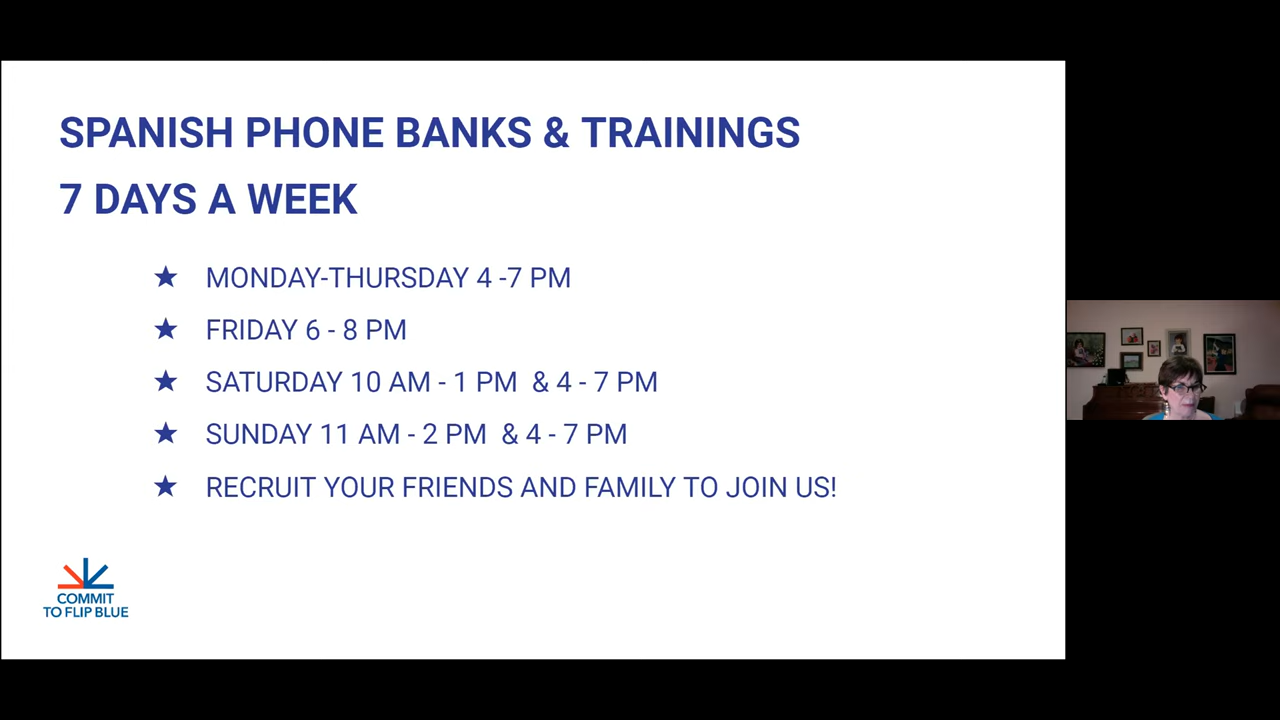 SPANISH PHONE BANKS & TRAININGS
7 DAYS A WEEK
MONDAY-THURSDAY 4 -7 PM
FRIDAY 6 - 8 PM
SATURDAY 10 AM - 1 PM & 4 - 7 PM
SUNDAY 11 AM - 2 PM & 4 - 7 PM
RECRUIT YOUR FRIENDS AND FAMILY TO JOIN US!
COMMIT
TO FLIP BLUE